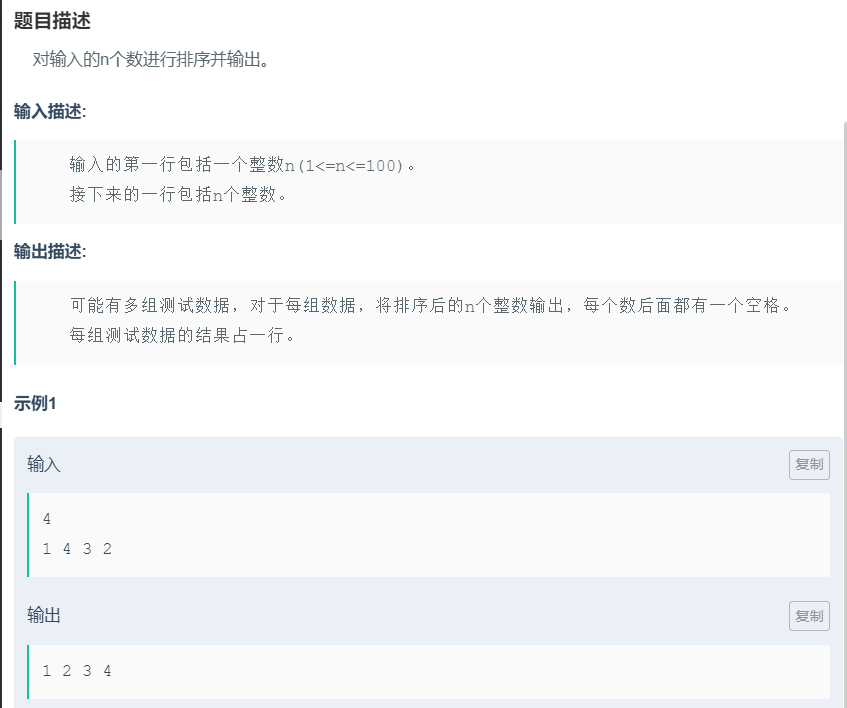 题目描述
对输入的n个数进行排序并输出。
输入描述:
输入的第一行包括一个整数n(1<=n<=100)。
接下来的一行包括n个整数。
输出描述:
可能有多组测试数据，对于每组数据，将排序后的n个整数输出，每个数后面都有一个空格。
每组测试数据的结果占一行。
示例1
输入
复制
4
1 4 3 2
输出
复制
1 2 3 4